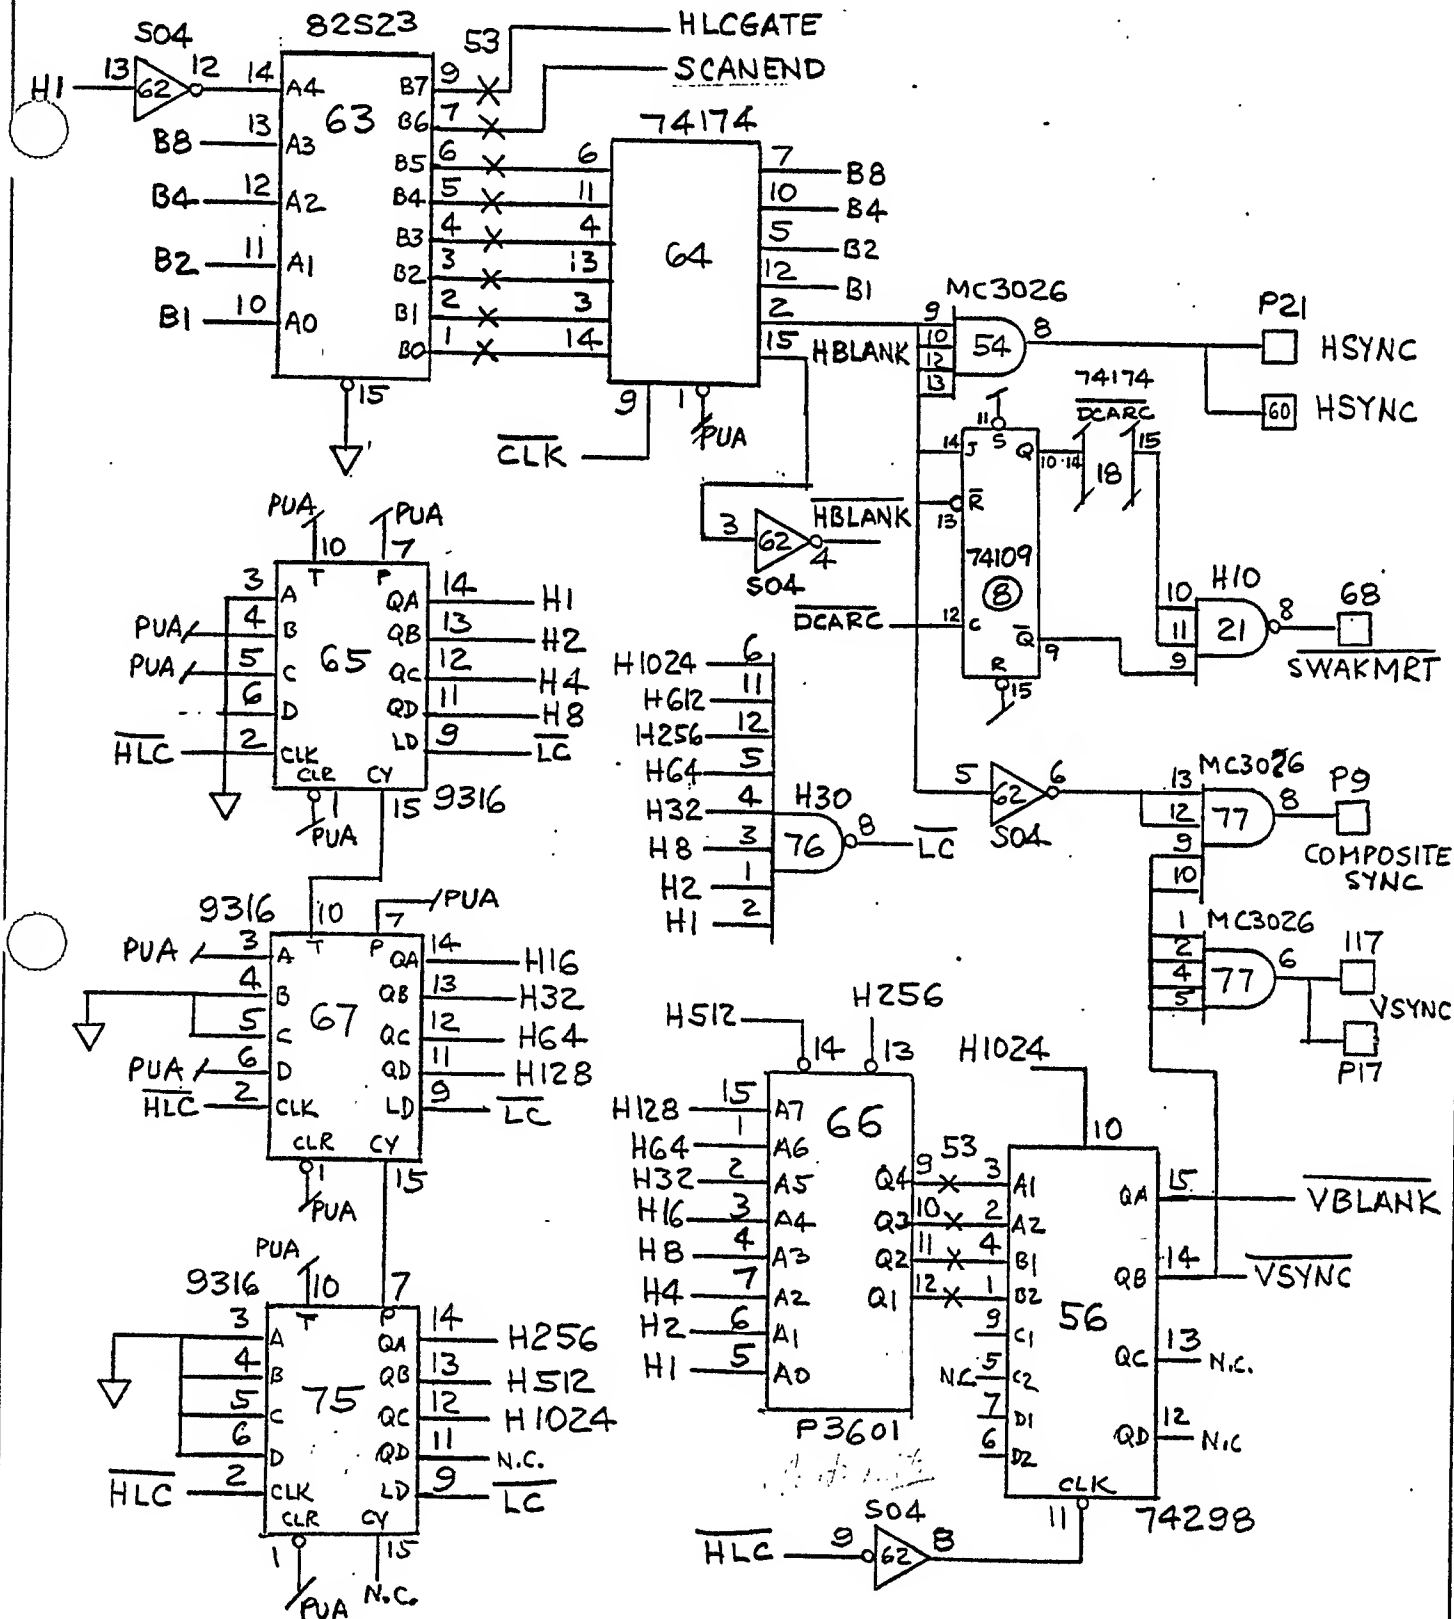 82S23
S04
53
HLCGATE
SCANEND
H1 13 62 12 14 A4 63 B7 9
B6 7
B8 13 A3 B5 6 6
B4 12 A2 B4 5 11
B2 11 A1 B3 4 4
B2 3 13
B1 10 A0 B1 2 3
B0 1 14
15
74174
64
7 B8
10 B4
5 B2
12 B1
2
15
9 1 PUA
CLK
HBLANK
MC3026
9 10 12 13 54 8
P21
HSYNC
60 HSYNC
3 62 4 HBLANK
S04
74174
DCARC
11 S
14 J Q 10 14 18 15
13 R
74109
8
DCARC 12 C Q 9
R 15
H10
10 11 9 21 8
68
SWAKMRT
PUA PUA
10 7
T P
3 A QA 14 H1
PUA 4 B QB 13 H2
PUA 5 C 65 QC 12 H4
6 D QD 11 H8
HLC 2 CLK LD 9 LC
CLR CY
1 15 9316
PUA
H1024 6
H612 11
H256 12
H64 5
H32 4
H8 3
H2 1
H1 2
H30
76 8 LC
5 62 6
S04
MC3026
13 12 9 10 77 8
P9
COMPOSITE
SYNC
MC3026
1 2 4 5 77 6
117
VSYNC
P17
9316 10 7 PUA
T P
PUA 3 A QA 14 H16
4 B 67 QB 13 H32
5 C QC 12 H64
PUA 6 D QD 11 H128
HLC 2 CLK LD 9 LC
CLR CY
1 15
PUA
H512 H256
14 13
H128 15 A7 66
H64 1 A6
H32 2 A5 Q4 9 53 3 A1
H16 3 A4 Q3 10 2 A2
H8 4 A3 Q2 11 4 B1
H4 7 A2 Q1 12 1 B2
H2 6 A1
H1 5 A0
P3601
H1024
10
56
9 C1
N.C. 5 C2
7 D1
6 D2
QA 15 VBLANK
QB 14 VSYNC
QC 13 N.C.
QD 12 N.C
CLK
11 74298
S04
HLC 9 62 8
PUA
9316 10 7
T P
3 A QA 14 H256
4 B QB 13 H512
5 C 75 QC 12 H1024
6 D QD 11 N.C.
HLC 2 CLK LD 9 LC
CLR CY
1 15
PUA N.C.